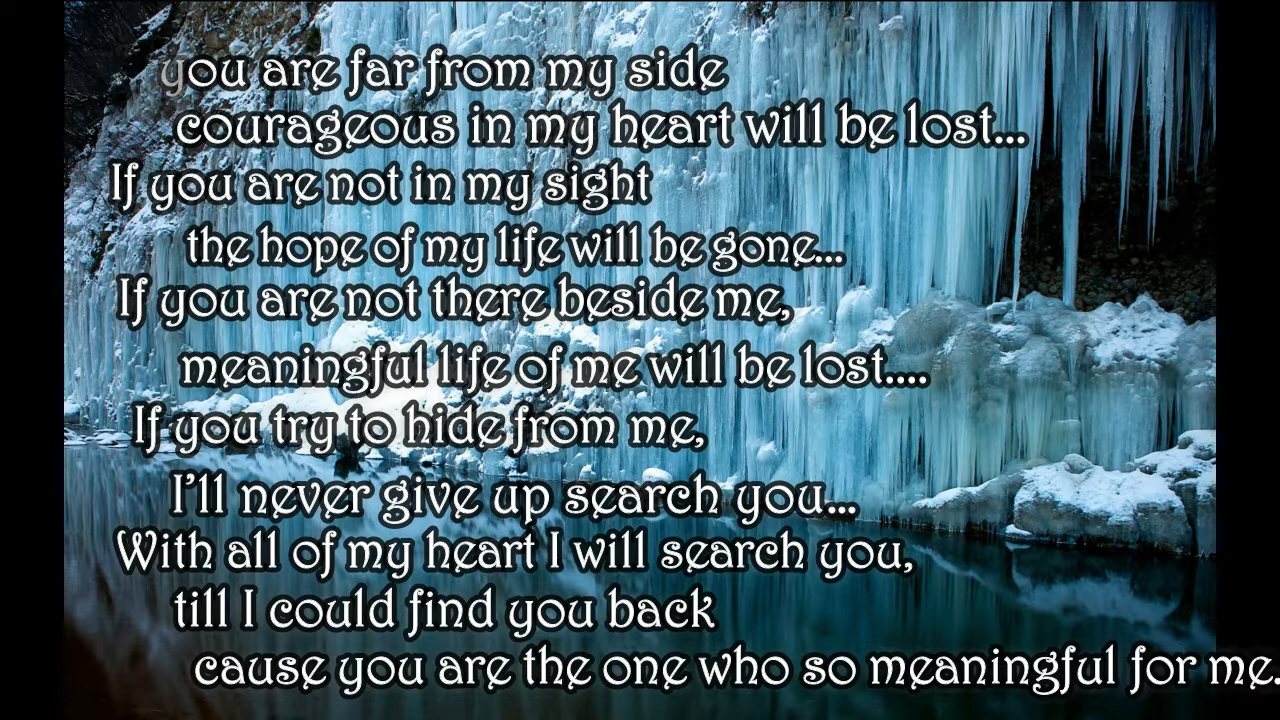 you are far from my side
courageous in my heart will be lost...
If you are not in my sight
the hope of my life will be gone...
If you are not there beside me,
meaningful life of me will be lost....
If you try to hide from me,
I'll never give up search you...
With all of my heart I will search you,
till I could find you back
cause you are the one who so meaningful for me.